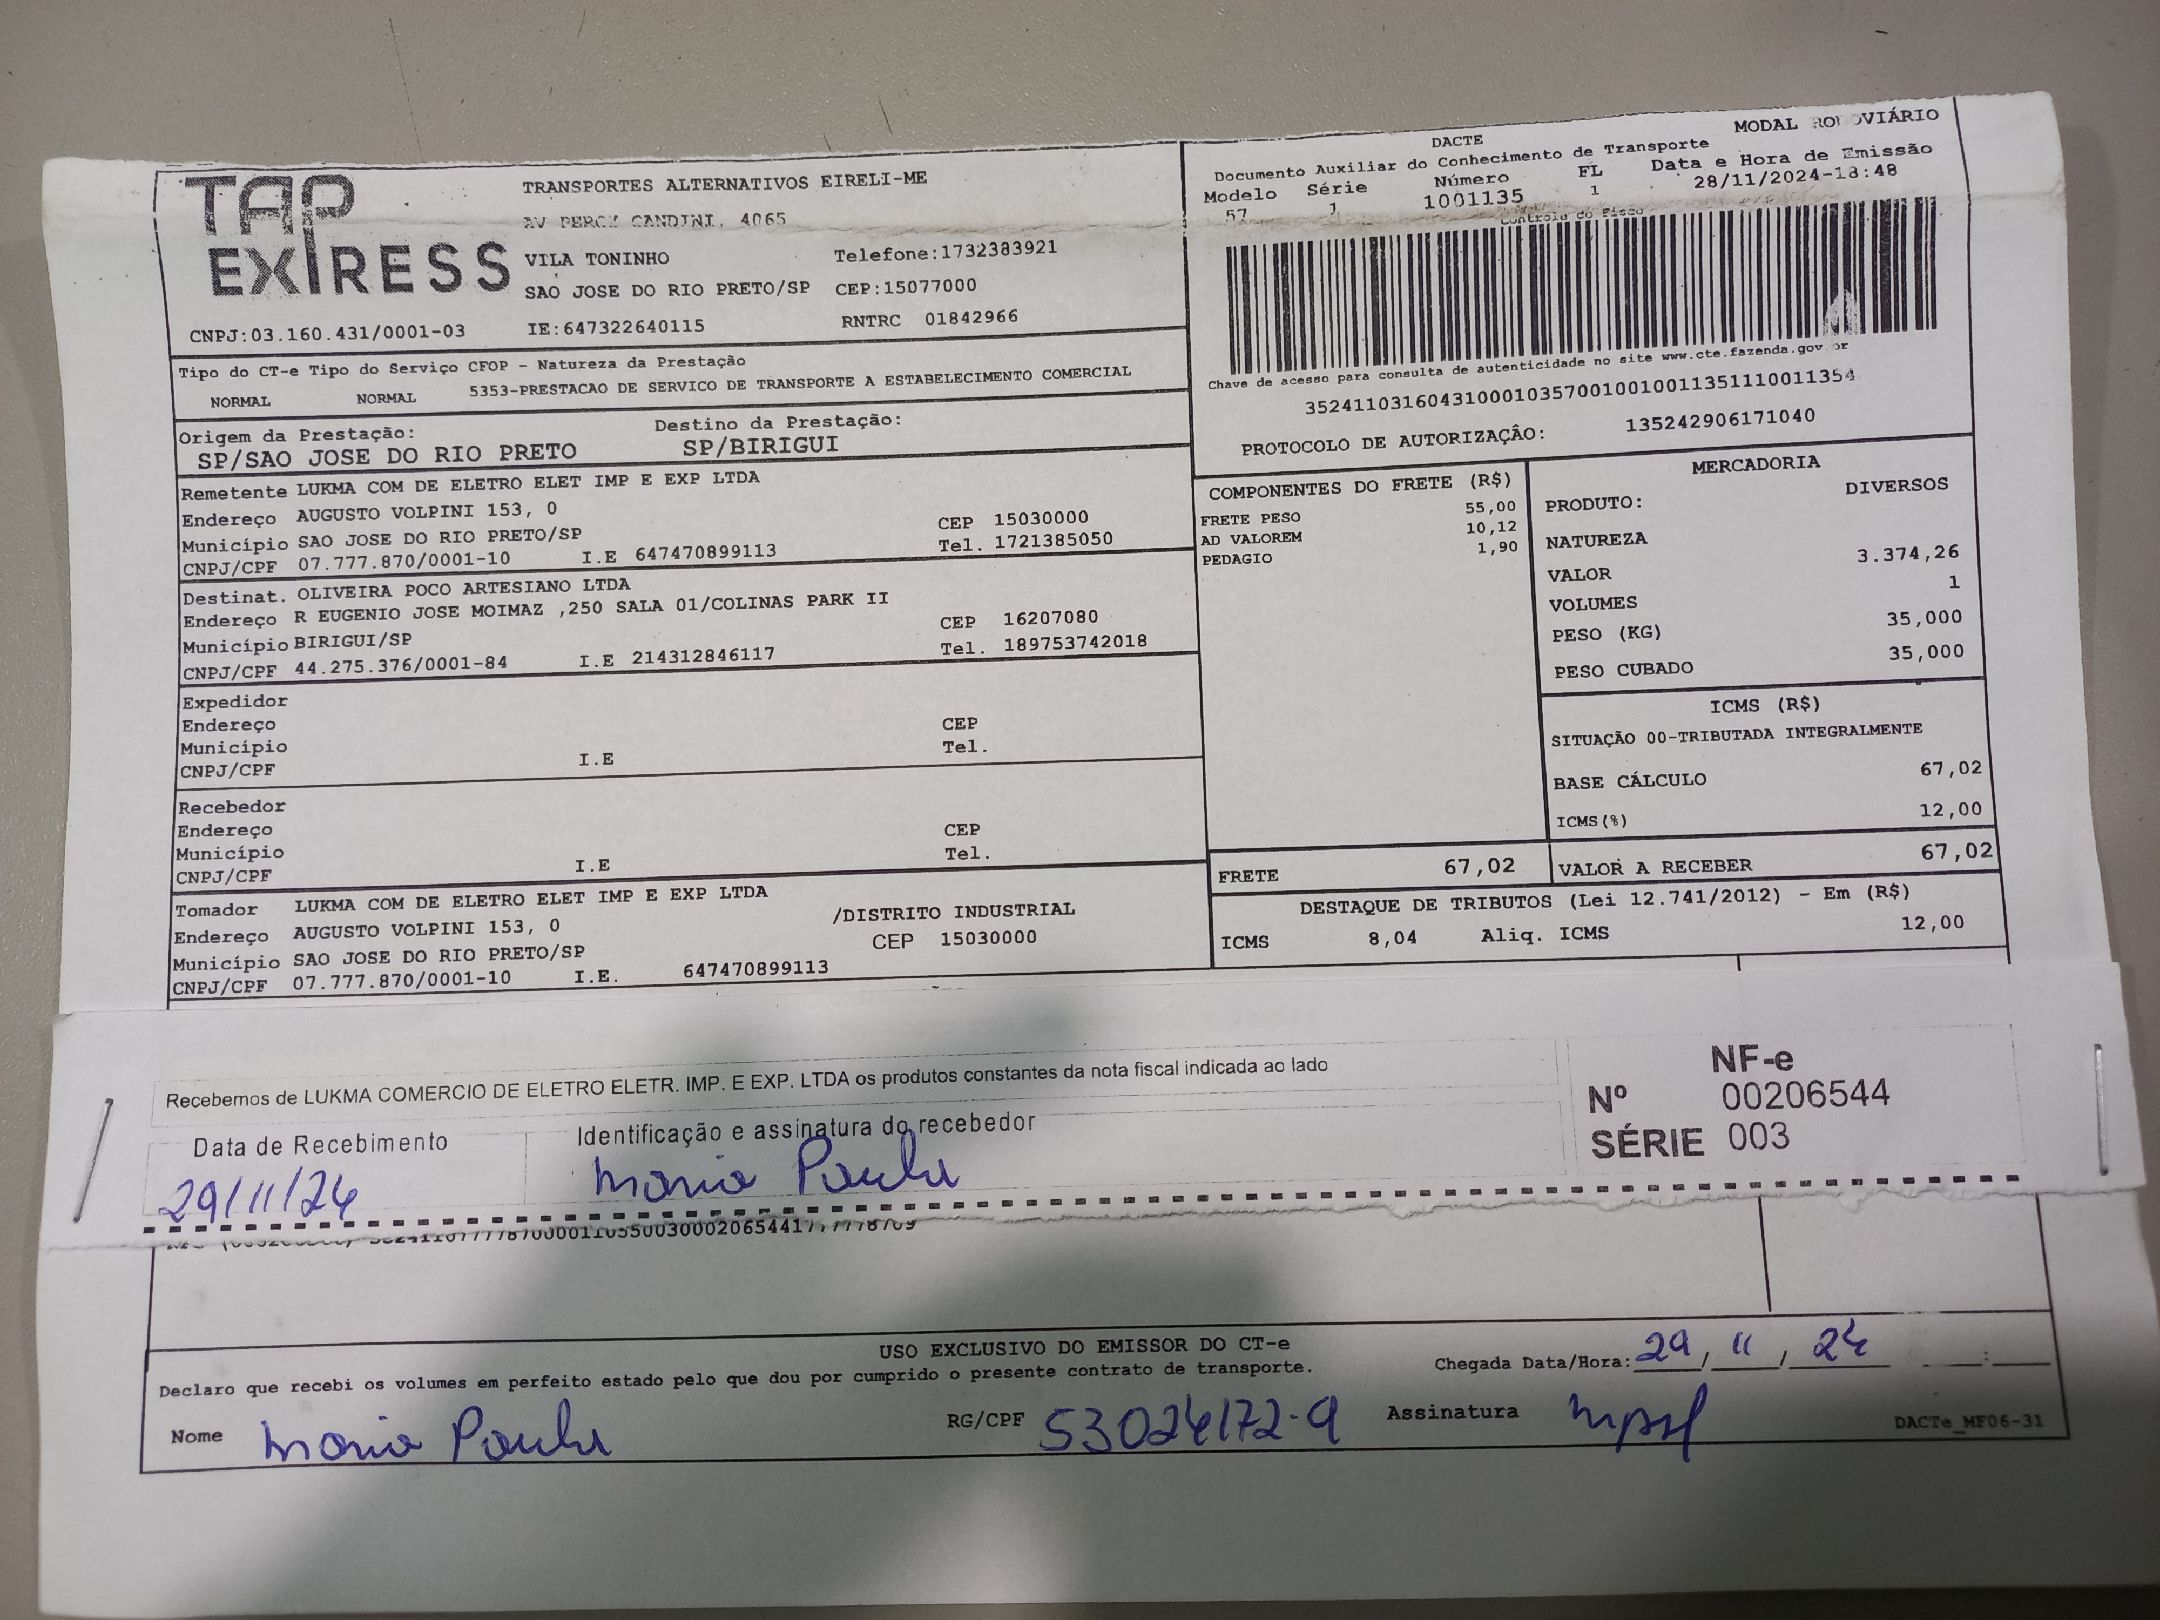 TAP
EXPRESS
TRANSPORTES ALTERNATIVOS EIRELI-ME
AV PERCY GANDINI, 4065
VILA TONINHO Telefone:1732383921
SAO JOSE DO RIO PRETO/SP CEP:15077000
CNPJ:03.160.431/0001-03 IE:647322640115 RNTRC 01842966
DACTE MODAL RODOVIÁRIO
Documento Auxiliar do Conhecimento de Transporte
Modelo Série Número FL Data e Hora de Emissão
57 1 1001135 1 28/11/2024-18:48
Controle do Fisco
Chave de acesso para consulta de autenticidade no site www.cte.fazenda.gov.br
PROTOCOLO DE AUTORIZAÇÃO: 135242906171040
Tipo do CT-e Tipo do Serviço CFOP - Natureza da Prestação
NORMAL NORMAL 5353-PRESTACAO DE SERVICO DE TRANSPORTE A ESTABELECIMENTO COMERCIAL
Origem da Prestação: Destino da Prestação:
SP/SAO JOSE DO RIO PRETO SP/BIRIGUI
Remetente LUKMA COM DE ELETRO ELET IMP E EXP LTDA
Endereço AUGUSTO VOLPINI 153, 0 CEP 15030000
Município SAO JOSE DO RIO PRETO/SP Tel. 1721385050
CNPJ/CPF 07.777.870/0001-10 I.E 647470899113
Destinat. OLIVEIRA POCO ARTESIANO LTDA
Endereço R EUGENIO JOSE MOIMAZ ,250 SALA 01/COLINAS PARK II
Município BIRIGUI/SP CEP 16207080
CNPJ/CPF 44.275.376/0001-84 I.E 214312846117 Tel. 189753742018
Expedidor
Endereço CEP
Município Tel.
CNPJ/CPF I.E
Recebedor
Endereço CEP
Município Tel.
CNPJ/CPF I.E
Tomador LUKMA COM DE ELETRO ELET IMP E EXP LTDA
Endereço AUGUSTO VOLPINI 153, 0 /DISTRITO INDUSTRIAL
Município SAO JOSE DO RIO PRETO/SP CEP 15030000
CNPJ/CPF 07.777.870/0001-10 I.E. 647470899113
COMPONENTES DO FRETE (R$)
FRETE PESO 55,00
AD VALOREM 10,12
PEDAGIO 1,90
MERCADORIA
PRODUTO: DIVERSOS
NATUREZA
VALOR 3.374,26
VOLUMES 1
PESO (KG) 35,000
PESO CUBADO 35,000
ICMS (R$)
SITUAÇÃO 00-TRIBUTADA INTEGRALMENTE
BASE CÁLCULO 67,02
ICMS(%) 12,00
FRETE 67,02 VALOR A RECEBER 67,02
DESTAQUE DE TRIBUTOS (Lei 12.741/2012) - Em (R$)
ICMS 8,04 Aliq. ICMS 12,00
Recebemos de LUKMA COMERCIO DE ELETRO ELETR. IMP. E EXP. LTDA os produtos constantes da nota fiscal indicada ao lado
Data de Recebimento Identificação e assinatura do recebedor
29/11/24 Maria Paula
NF-e
Nº 00206544
SÉRIE 003
USO EXCLUSIVO DO EMISSOR DO CT-e
Declaro que recebi os volumes em perfeito estado pelo que dou por cumprido o presente contrato de transporte. Chegada Data/Hora: 29/11/24 :
Nome Maria Paula RG/CPF 53024172-9 Assinatura DACTe_MF06-31